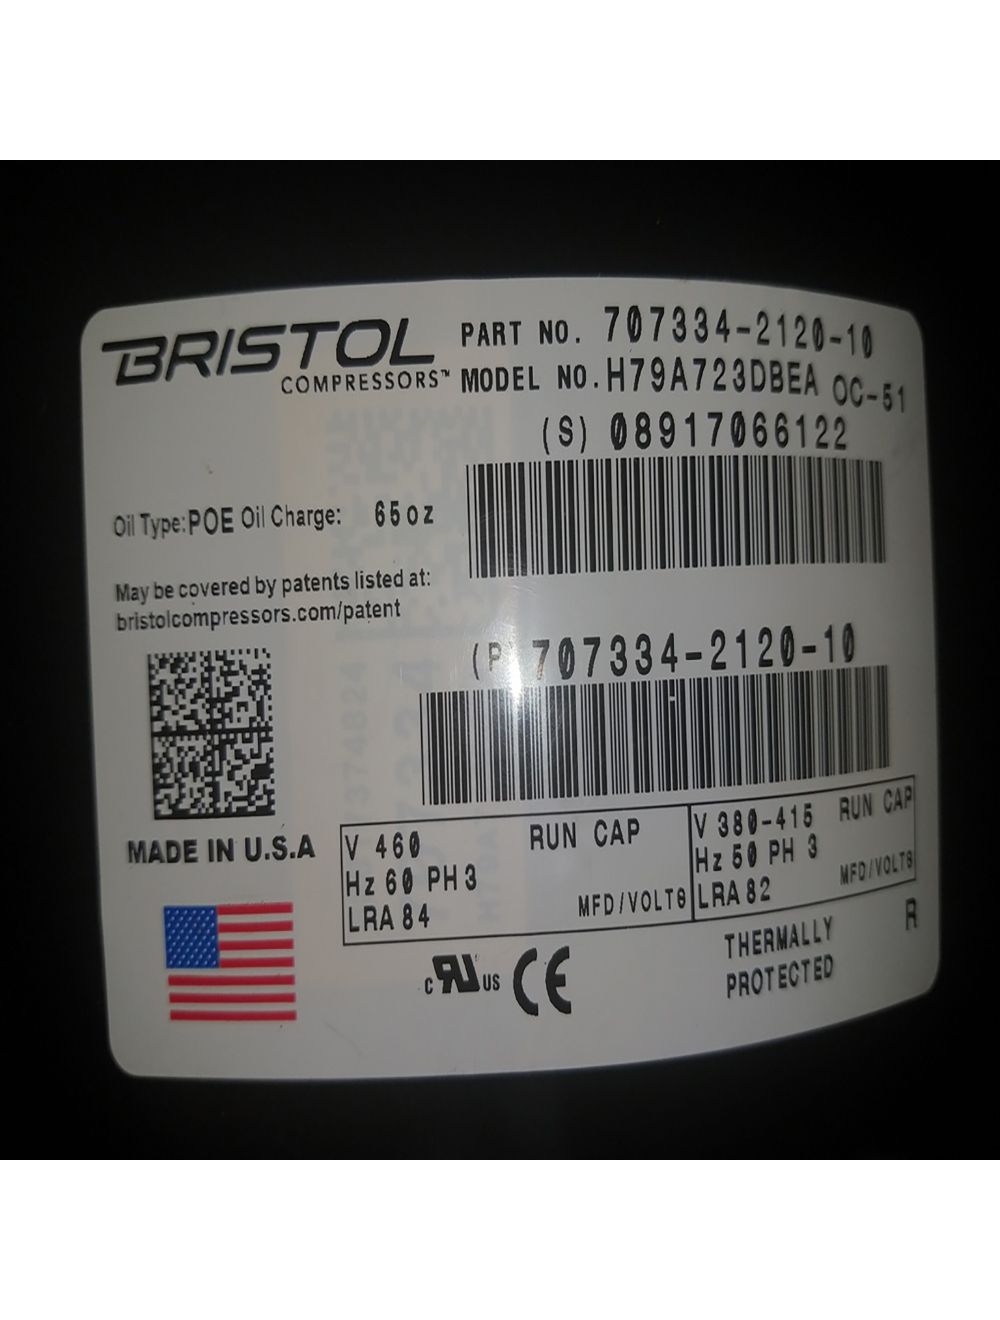 BRISTOL
COMPRESSORS™
PART NO. 707334-2120-10
MODEL NO. H79A723DBEA OC-51
(S) 08917066122
Oil Type: POE Oil Charge: 65oz
May be covered by patents listed at:
bristolcompressors.com/patent
(P) 707334-2120-10
MADE IN U.S.A
V 460 RUN CAP
Hz 60 PH 3
LRA 84 MFD/VOLTS
V 380-415 RUN CAP
Hz 50 PH 3
LRA 82 MFD/VOLTS
c RU US CE
THERMALLY
PROTECTED
R